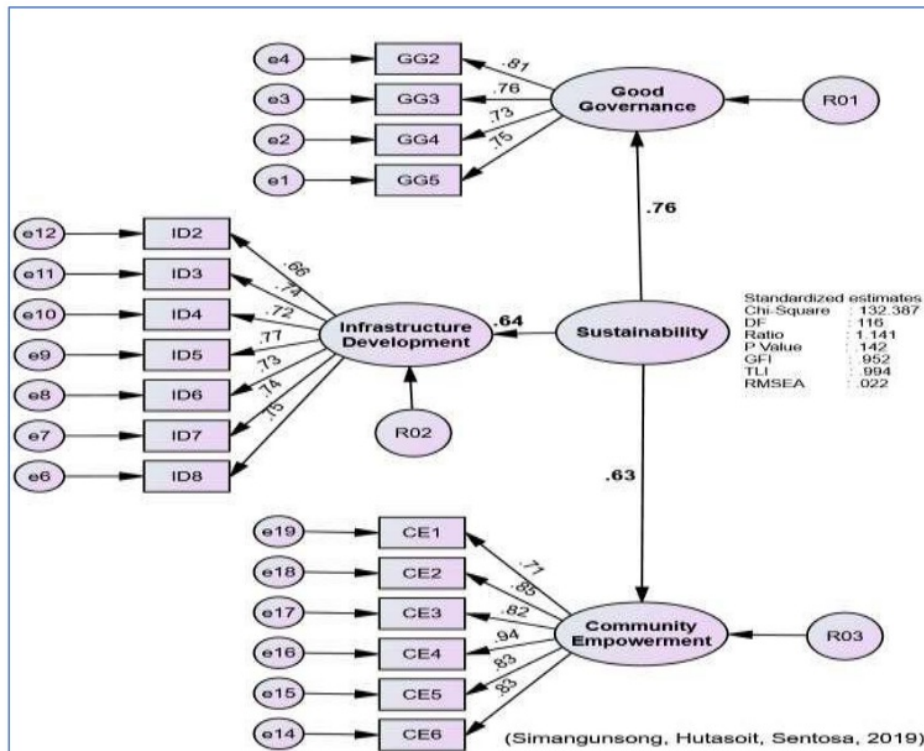 e4 GG2 .81
e3 GG3 .76
e2 GG4 .73
e1 GG5 .75
Good
Governance
R01
.76
e12 ID2 .66
e11 ID3 .74
e10 ID4 .72
e9 ID5 .77
e8 ID6 .73
e7 ID7 .74
e6 ID8 .75
Infrastructure
Development
R02
.64
Sustainability
Standardized estimates
Chi-Square : 132.387
DF : 116
Ratio : 1.141
P Value : .142
GFI : .952
TLI : .994
RMSEA : .022
.63
e19 CE1 .71
e18 CE2 .85
e17 CE3 .82
e16 CE4 .94
e15 CE5 .83
e14 CE6 .83
Community
Empowerment
R03
(Simangunsong, Hutasoit, Sentosa, 2019)